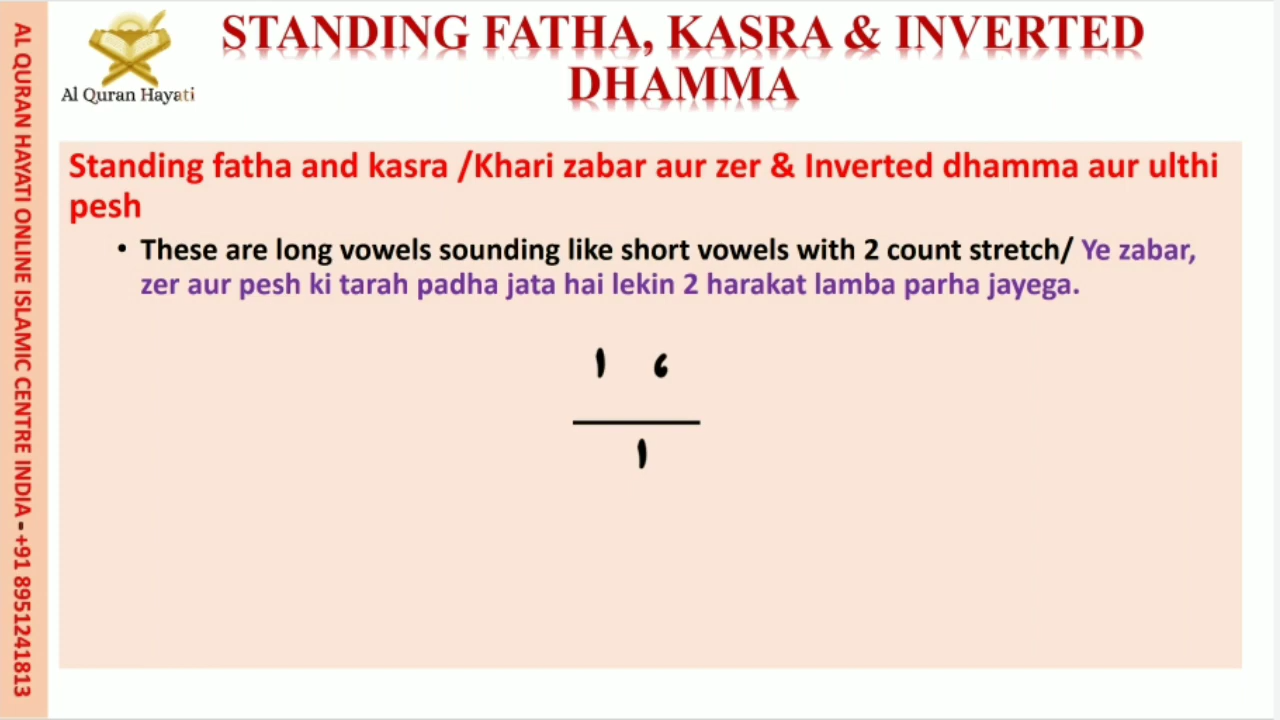 AL QURAN HAYATI ONLINE ISLAMIC CENTRE INDIA - +91 8951241813
Al Quran Hayati
STANDING FATHA, KASRA & INVERTED
DHAMMA
Standing fatha and kasra /Khari zabar aur zer & Inverted dhamma aur ulthi
pesh
• These are long vowels sounding like short vowels with 2 count stretch/ Ye zabar,
zer aur pesh ki tarah padha jata hai lekin 2 harakat lamba parha jayega.